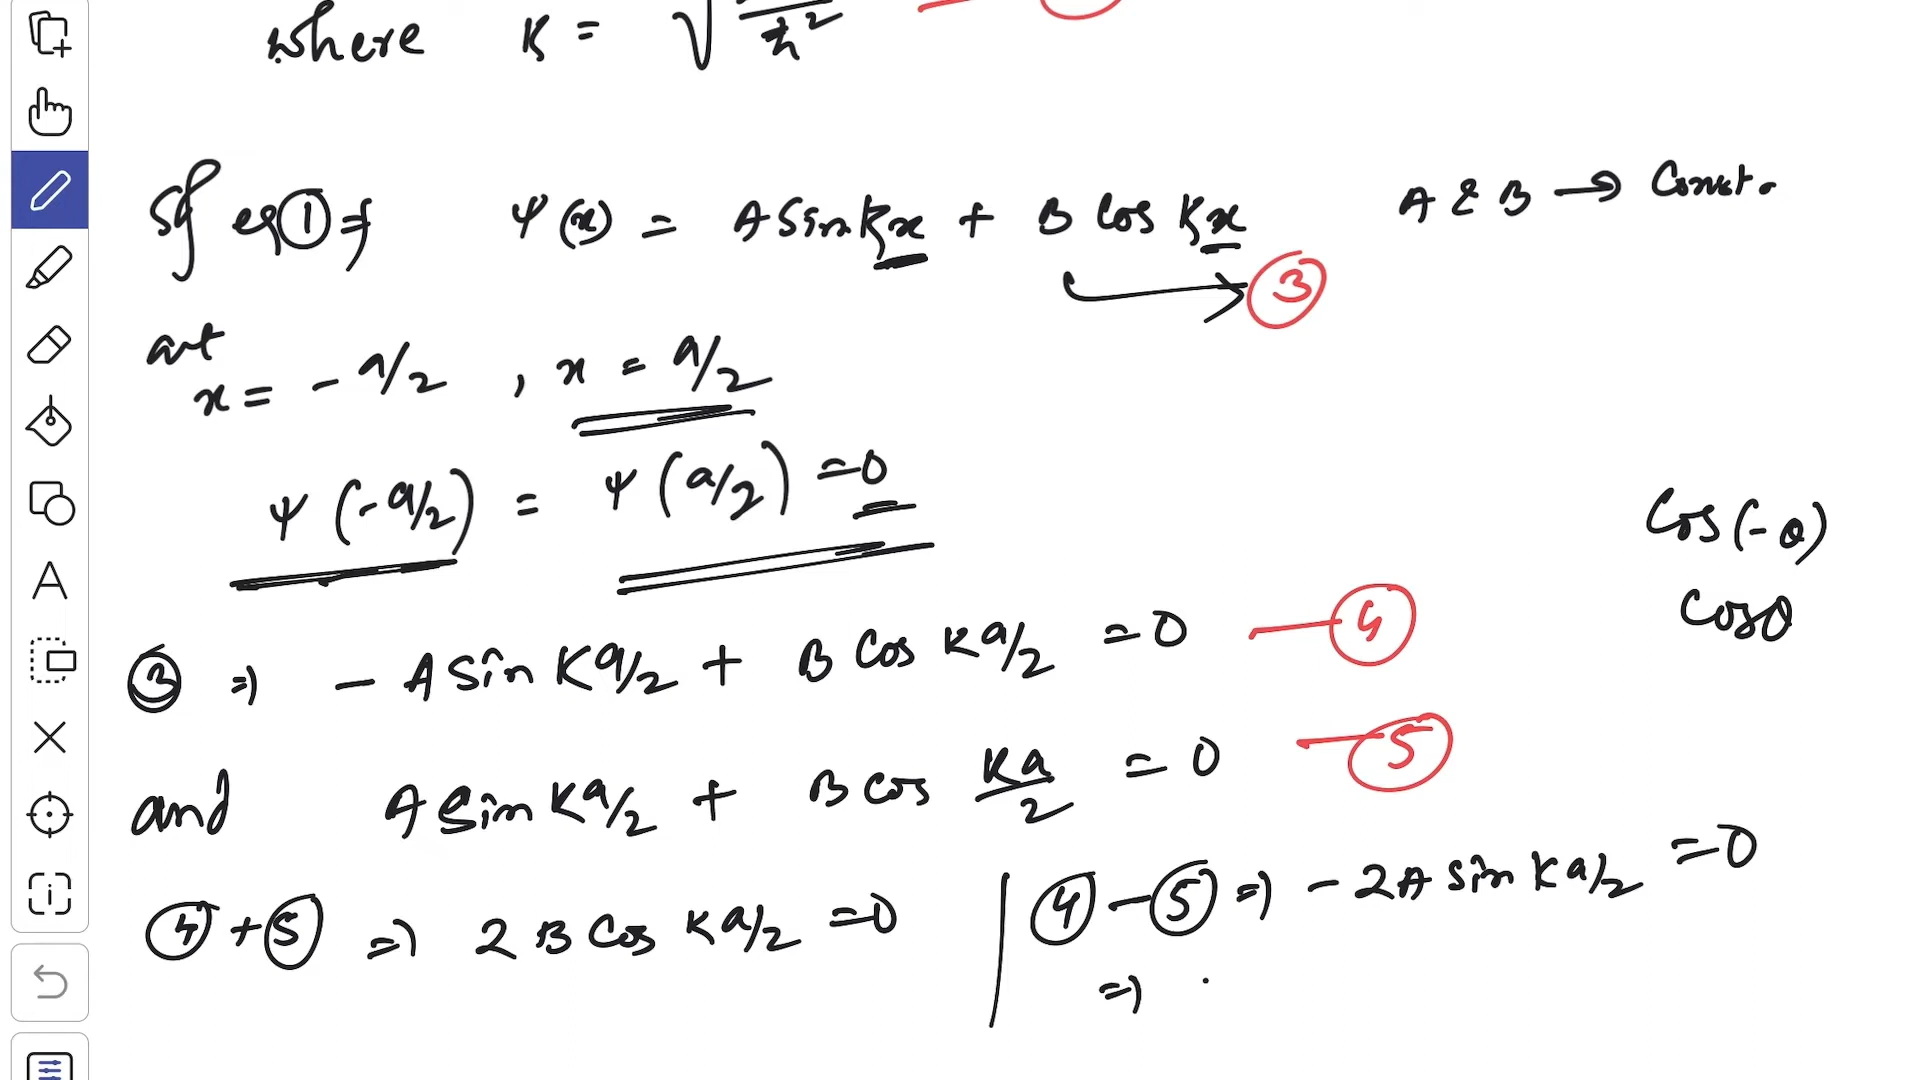 where K = √ ħ²
eq ① ⇒ ψ(x) = A Sin Kx + B Cos Kx A & B → Const.
③
at
x = - a/2 , x = a/2
ψ(-a/2) = ψ(a/2) = 0
Cos(-θ)
Cosθ
③ ⇒ - A Sin Ka/2 + B Cos Ka/2 = 0 — ④
and A Sin Ka/2 + B Cos Ka/2 = 0 — ⑤
④ + ⑤ ⇒ 2 B Cos Ka/2 = 0 | ④ - ⑤ ⇒ - 2A Sin Ka/2 = 0
⇒